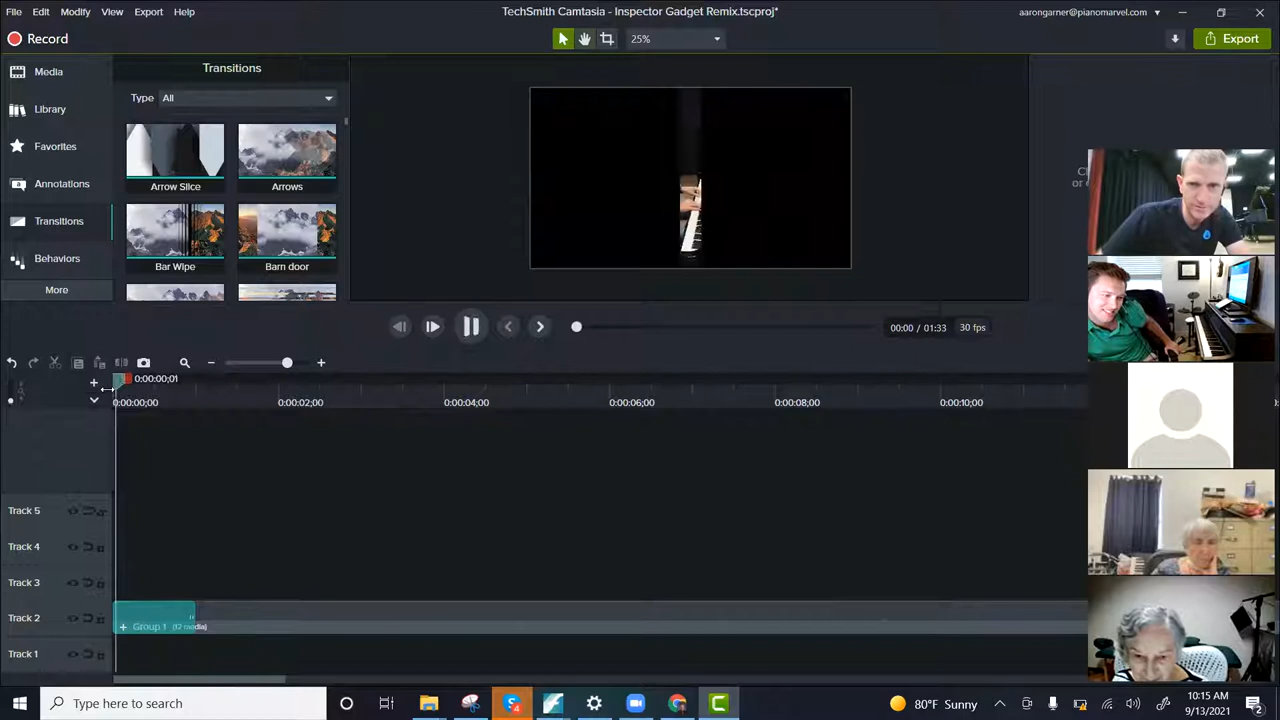 File Edit Modify View Export Help
TechSmith Camtasia - Inspector Gadget Remix.tscproj*
aarongarner@pianomarvel.com
Record
25%
Export
Media
Library
Favorites
Annotations
Transitions
Behaviors
More
Transitions
Type All
Arrow Slice Arrows
Bar Wipe Barn door
00:00 / 01:33 30 fps
0:00:00;01
0:00:00;00 0:00:02;00 0:00:04;00 0:00:06;00 0:00:08;00 0:00:10;00
Track 5
Track 4
Track 3
Track 2
+ Group 1 (12 media)
Track 1
Type here to search
80°F Sunny
10:15 AM
9/13/2021
4
2